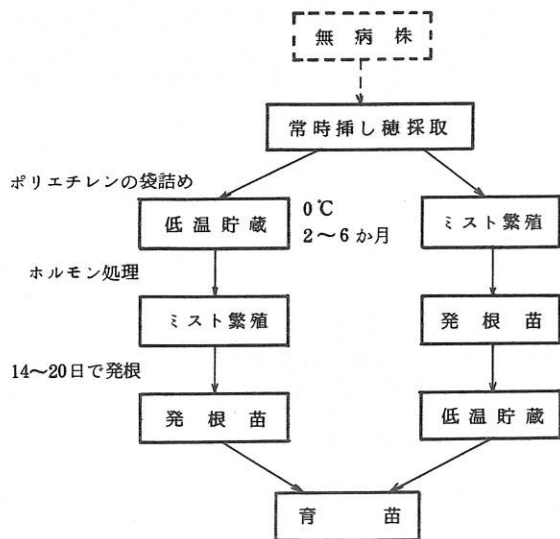 無病株
常時挿し穂採取
ポリエチレンの袋詰め
低温貯蔵
0℃
2〜6か月
ミスト繁殖
ホルモン処理
ミスト繁殖
発根苗
14〜20日で発根
発根苗
低温貯蔵
育苗